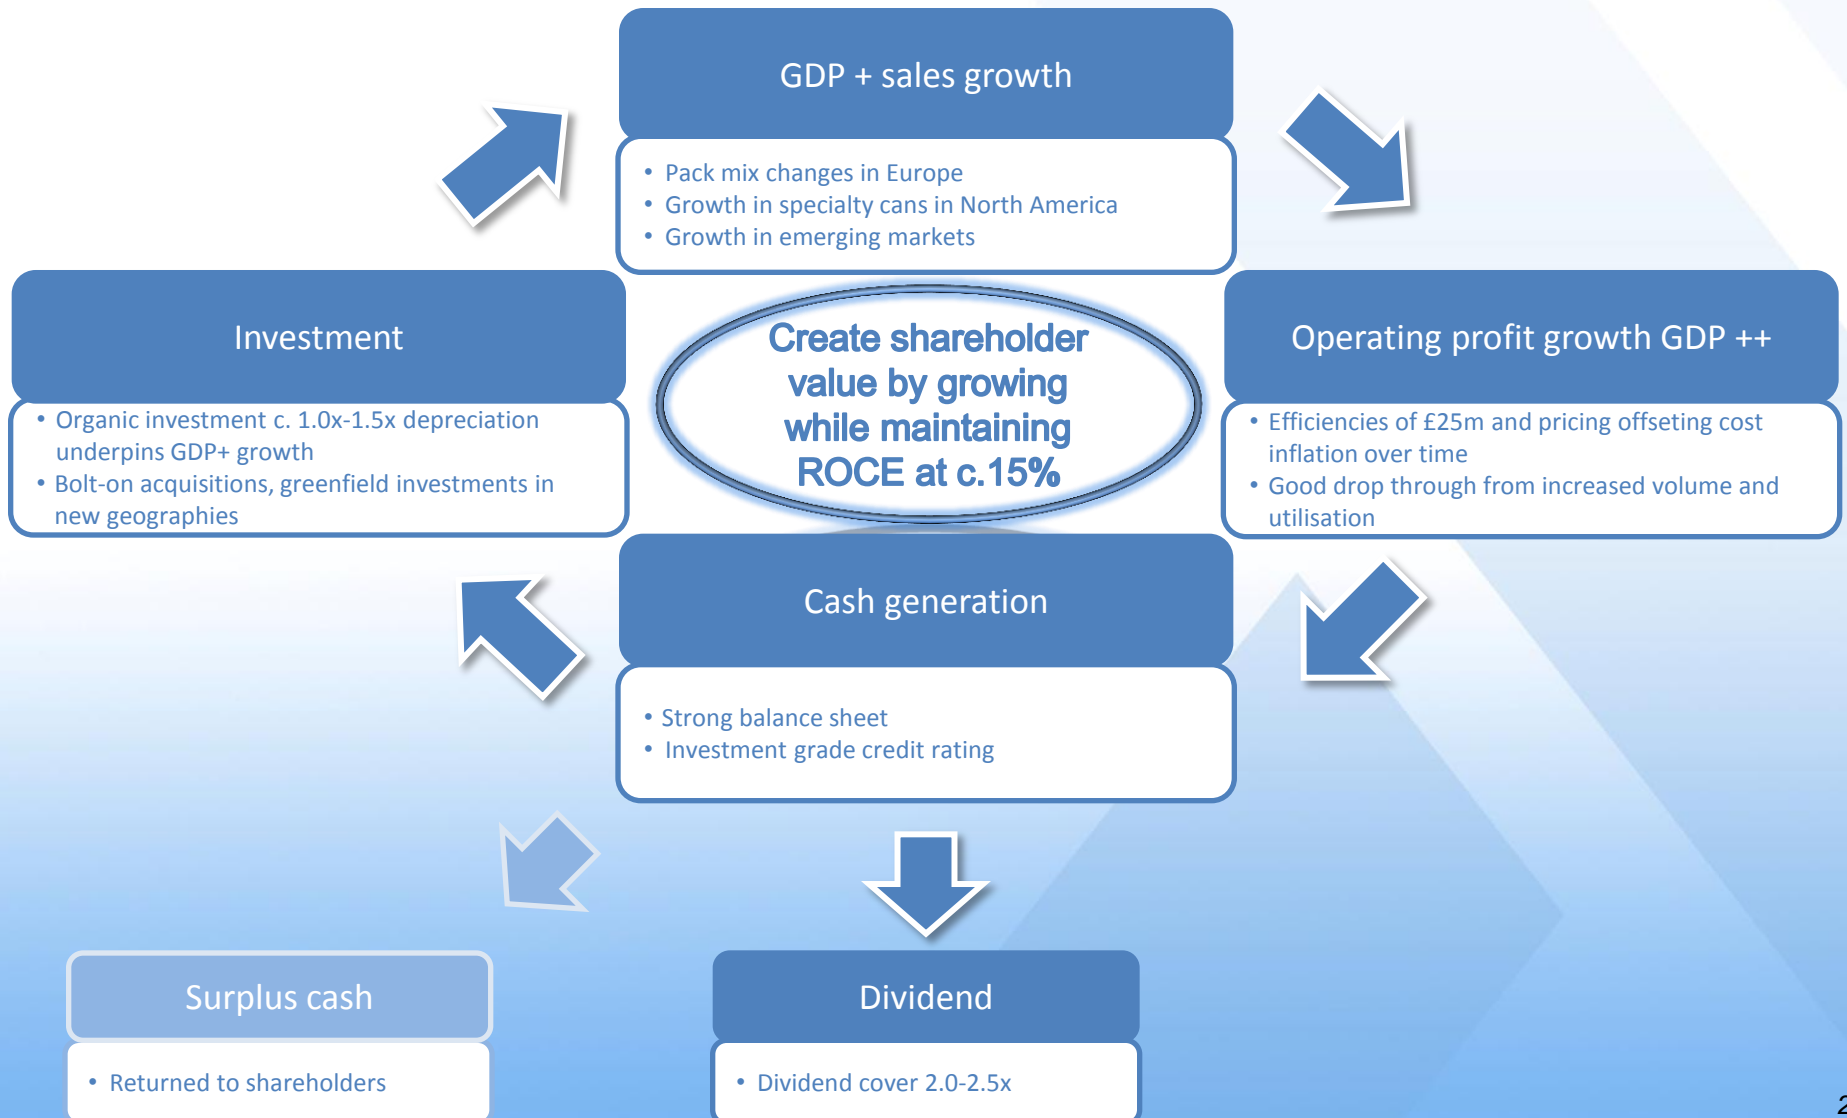 GDP + sales growth
• Pack mix changes in Europe
• Growth in specialty cans in North America
• Growth in emerging markets
Investment
• Organic investment c. 1.0x-1.5x depreciation
underpins GDP+ growth
• Bolt-on acquisitions, greenfield investments in
new geographies
Create shareholder
value by growing
while maintaining
ROCE at c.15%
Operating profit growth GDP ++
• Efficiencies of £25m and pricing offsetting cost
inflation over time
• Good drop through from increased volume and
utilisation
Cash generation
• Strong balance sheet
• Investment grade credit rating
Surplus cash
• Returned to shareholders
Dividend
• Dividend cover 2.0-2.5x